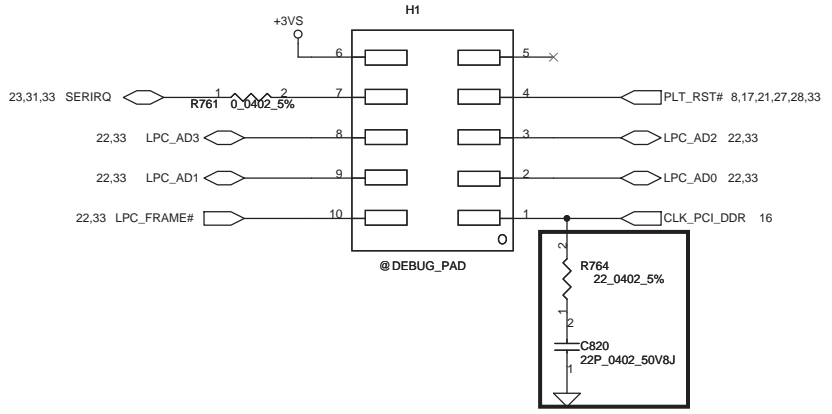 H1
+3VS
6
5
23,31,33 SERIRQ
1
2
R761 0_0402_5%
7
4
PLT_RST# 8,17,21,27,28,33
22,33 LPC_AD3
8
3
LPC_AD2 22,33
22,33 LPC_AD1
9
2
LPC_AD0 22,33
22,33 LPC_FRAME#
10
1
CLK_PCI_DDR 16
@DEBUG_PAD
2
R764
22_0402_5%
1
2
C820
22P_0402_50V8J
1